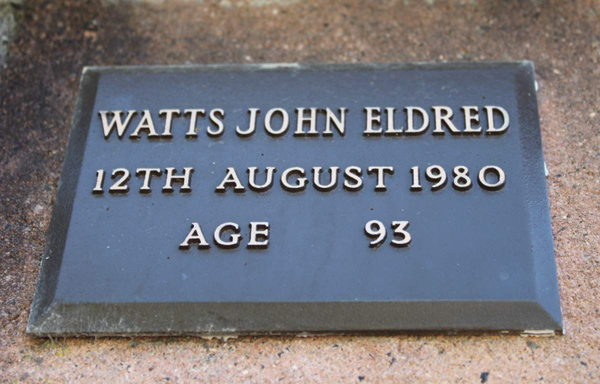 WATTS JOHN ELDRED
12TH AUGUST 1980
AGE 93